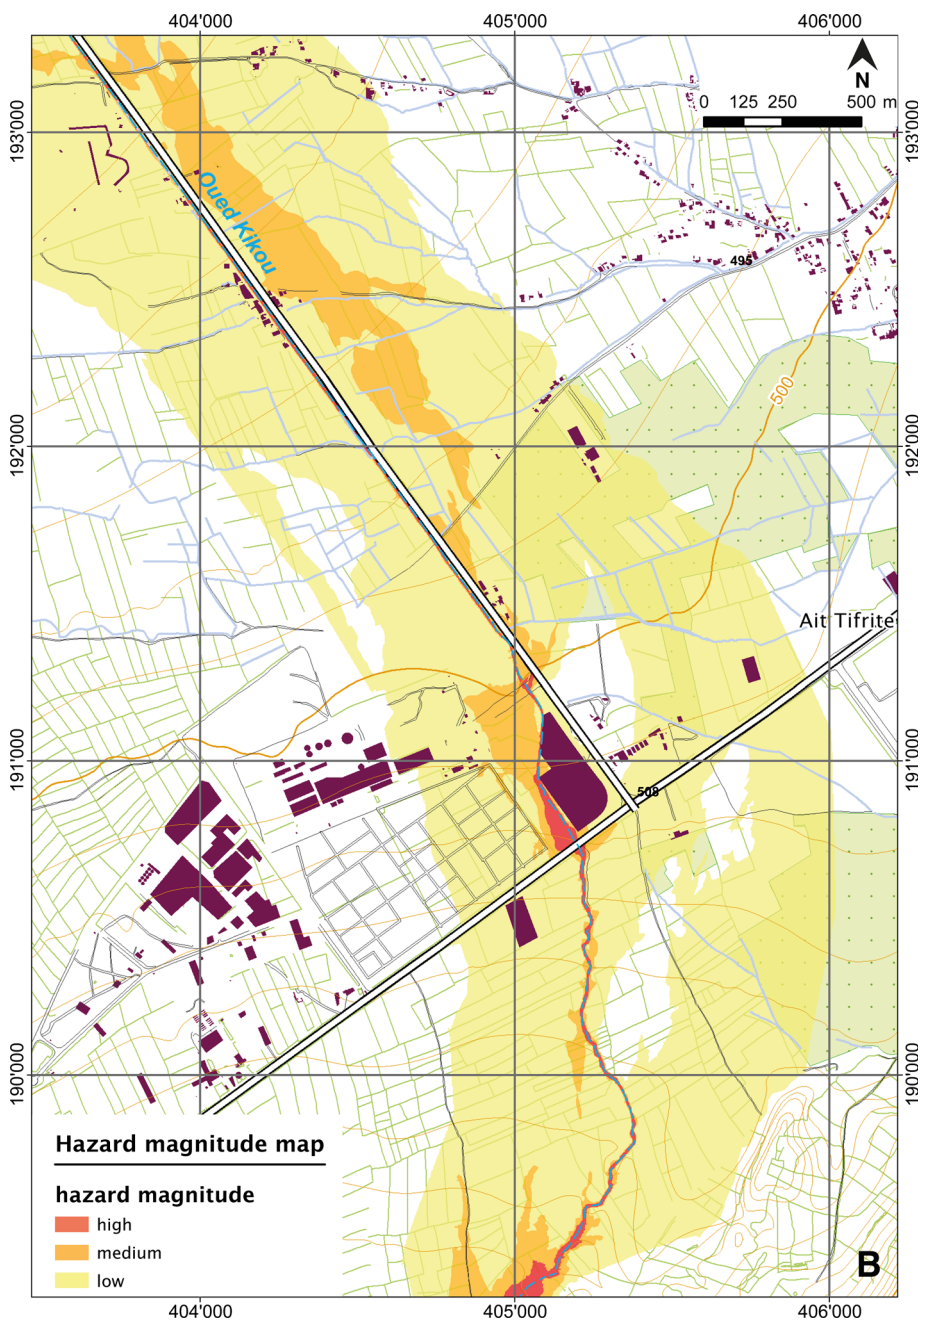 404'000 405'000 406'000
N
0 125 250 500 m
193'000 193'000
Oued Kikou
495
500
192'000 192'000
Ait Tifrite
191'000 191'000
508
190'000 190'000
Hazard magnitude map
hazard magnitude
high
medium
low
B
404'000 405'000 406'000